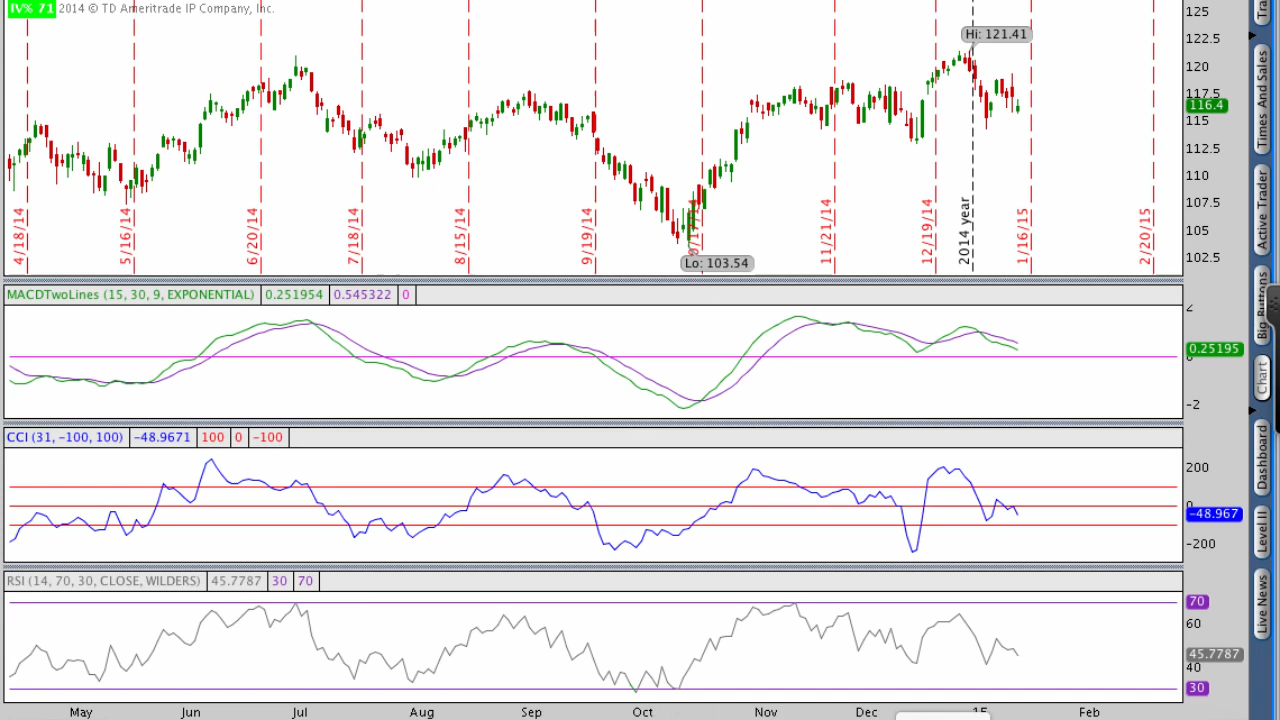 IV% 71 2014 © TD Ameritrade IP Company, Inc.
125
Hi: 121.41
122.5
120
117.5
116.4
115
112.5
110
107.5
105
102.5
4/18/14
5/16/14
6/20/14
7/18/14
8/15/14
9/19/14
11/21/14
12/19/14
2014 year
1/16/15
2/20/15
Lo: 103.54
MACDTwoLines (15, 30, 9, EXPONENTIAL) 0.251954 0.545322 0
2
0.25195
-2
CCI (31, -100, 100) -48.9671 100 0 -100
200
0
-48.967
-200
RSI (14, 70, 30, CLOSE, WILDERS) 45.7787 30 70
70
60
45.7787
40
30
May Jun Jul Aug Sep Oct Nov Dec 15 Feb
Times And Sales
Active Trader
Big Buttons
Chart
Dashboard
Level II
Live News